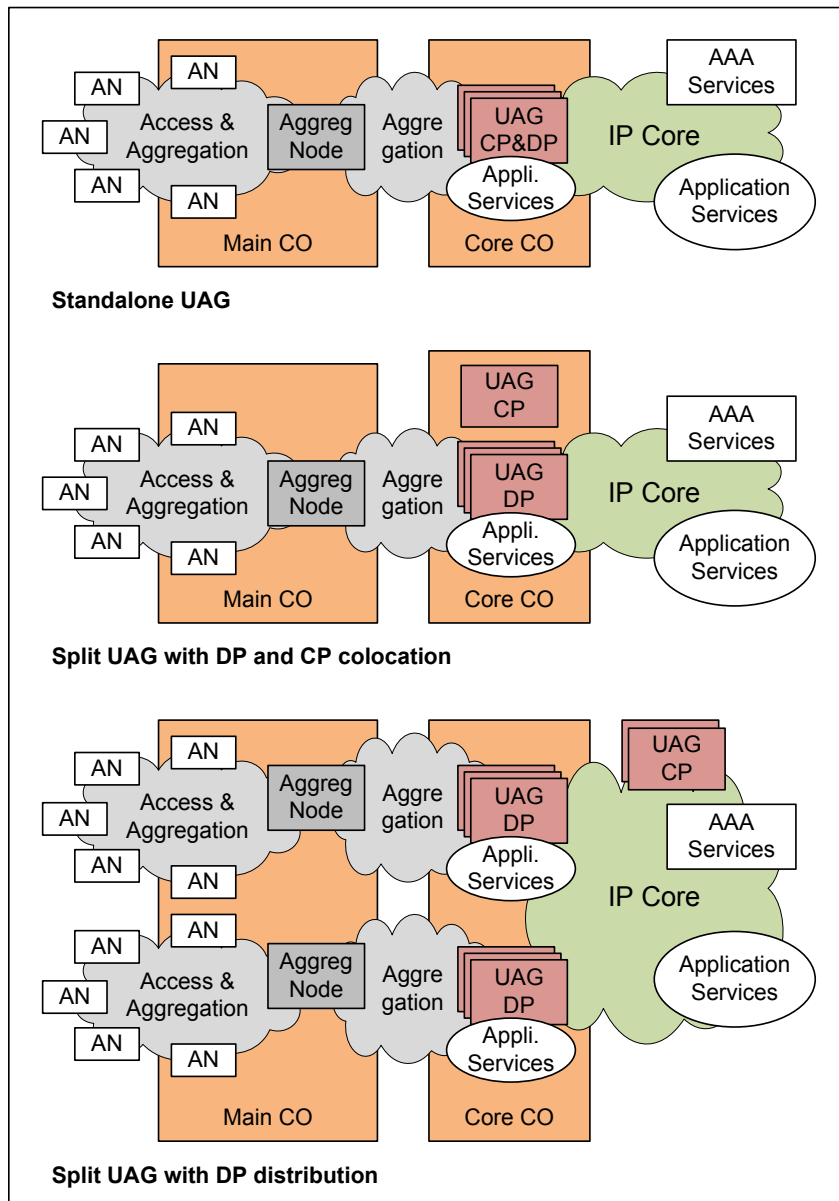 AN
AN
AN
AN
AN
Access &
Aggregation
Aggreg
Node
Aggre
gation
UAG
CP&DP
Appli.
Services
IP Core
AAA
Services
Application
Services
Main CO
Core CO
Standalone UAG
UAG
CP
AN
AN
AN
AN
AN
Access &
Aggregation
Aggreg
Node
Aggre
gation
UAG
DP
Appli.
Services
IP Core
AAA
Services
Application
Services
Main CO
Core CO
Split UAG with DP and CP colocation
UAG
CP
AN
AN
AN
AN
AN
Access &
Aggregation
Aggreg
Node
Aggre
gation
UAG
DP
Appli.
Services
AAA
Services
IP Core
AN
AN
AN
AN
AN
Access &
Aggregation
Aggreg
Node
Aggre
gation
UAG
DP
Appli.
Services
Application
Services
Main CO
Core CO
Split UAG with DP distribution